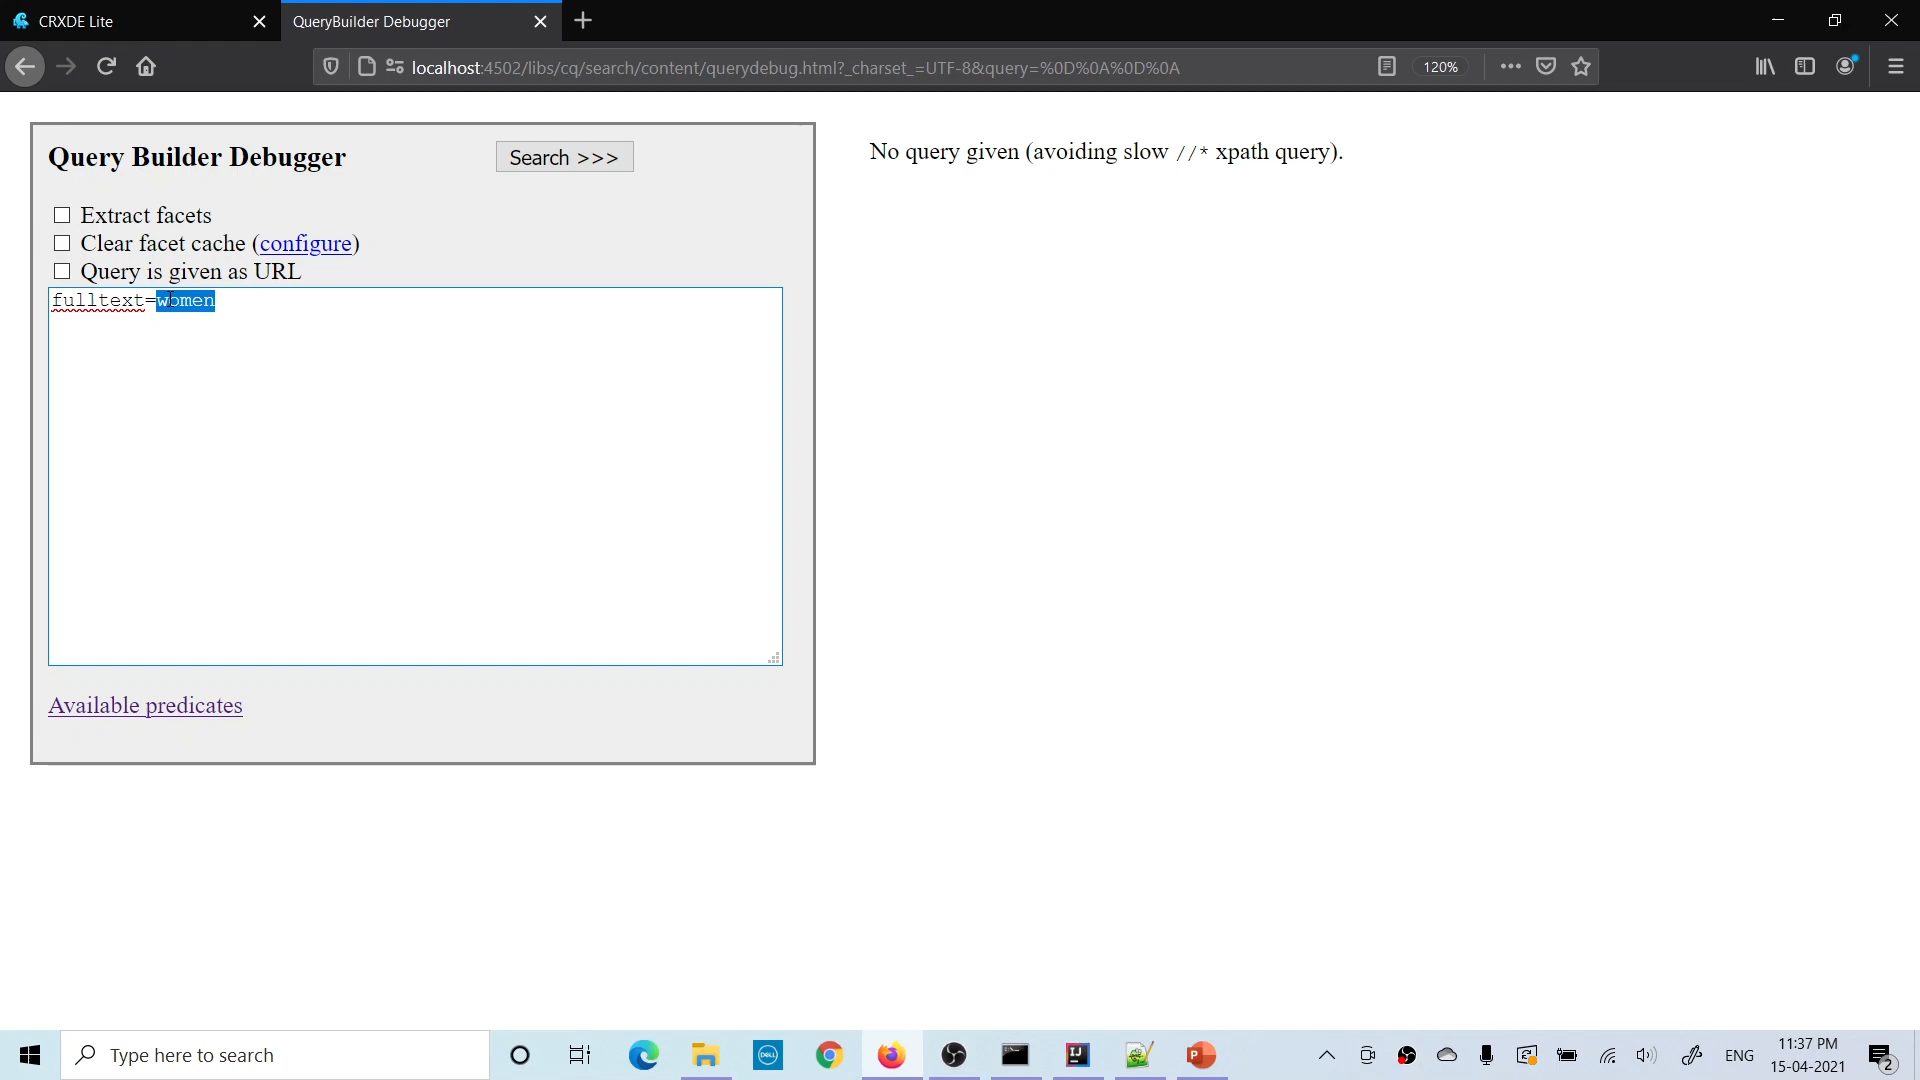 CRXDE Lite
QueryBuilder Debugger
localhost:4502/libs/cq/search/content/querydebug.html?_charset_=UTF-8&query=%0D%0A%0D%0A
120%
Query Builder Debugger
Search >>>
No query given (avoiding slow //* xpath query).
Extract facets
Clear facet cache (configure)
Query is given as URL
fulltext=women
Available predicates
Type here to search
DELL
IJ
P
ENG
11:37 PM
15-04-2021
2